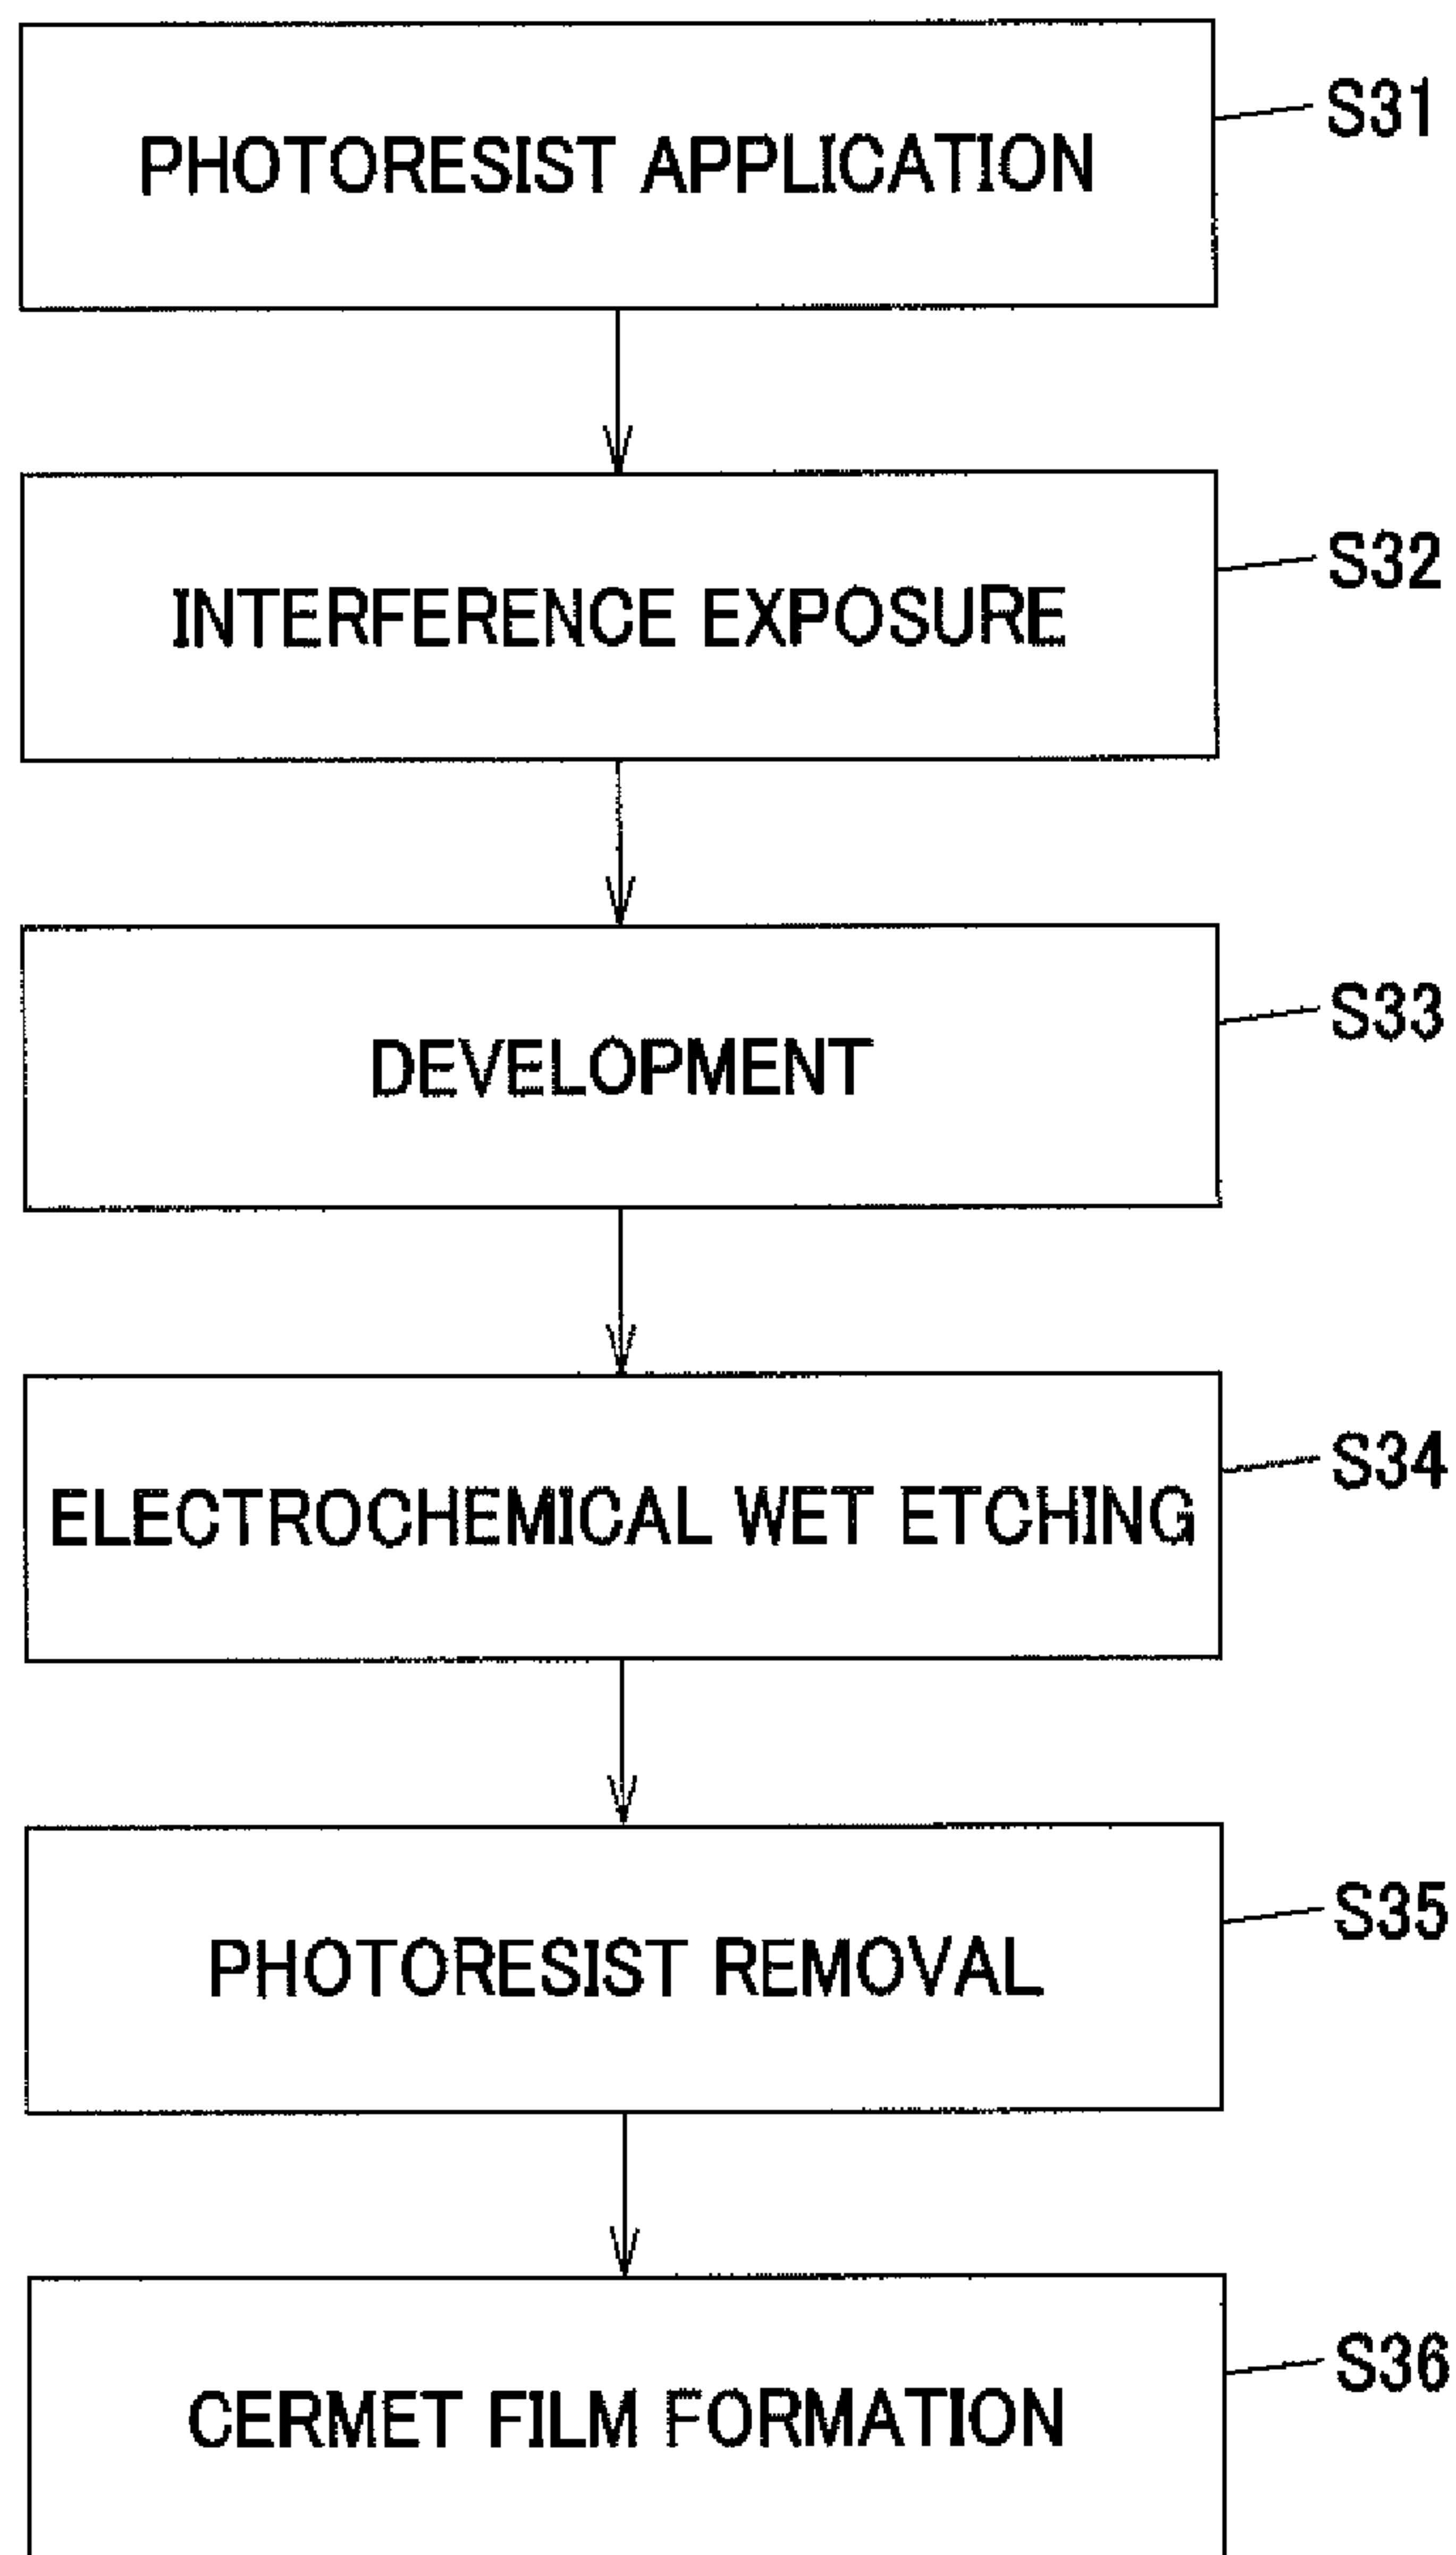 PHOTORESIST APPLICATION
S31
INTERFERENCE EXPOSURE
S32
DEVELOPMENT
S33
ELECTROCHEMICAL WET ETCHING
S34
PHOTORESIST REMOVAL
S35
CERMET FILM FORMATION
S36